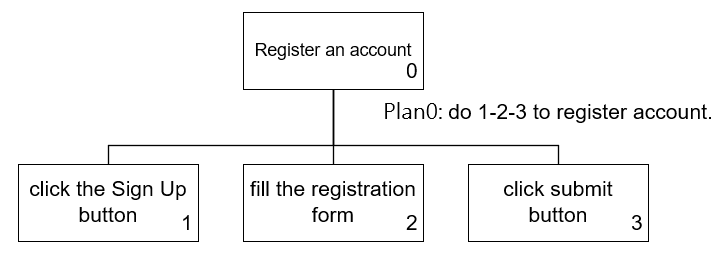 Register an account
0
Plan0: do 1-2-3 to register account.
click the Sign Up
button
1
fill the registration
form
2
click submit
button
3